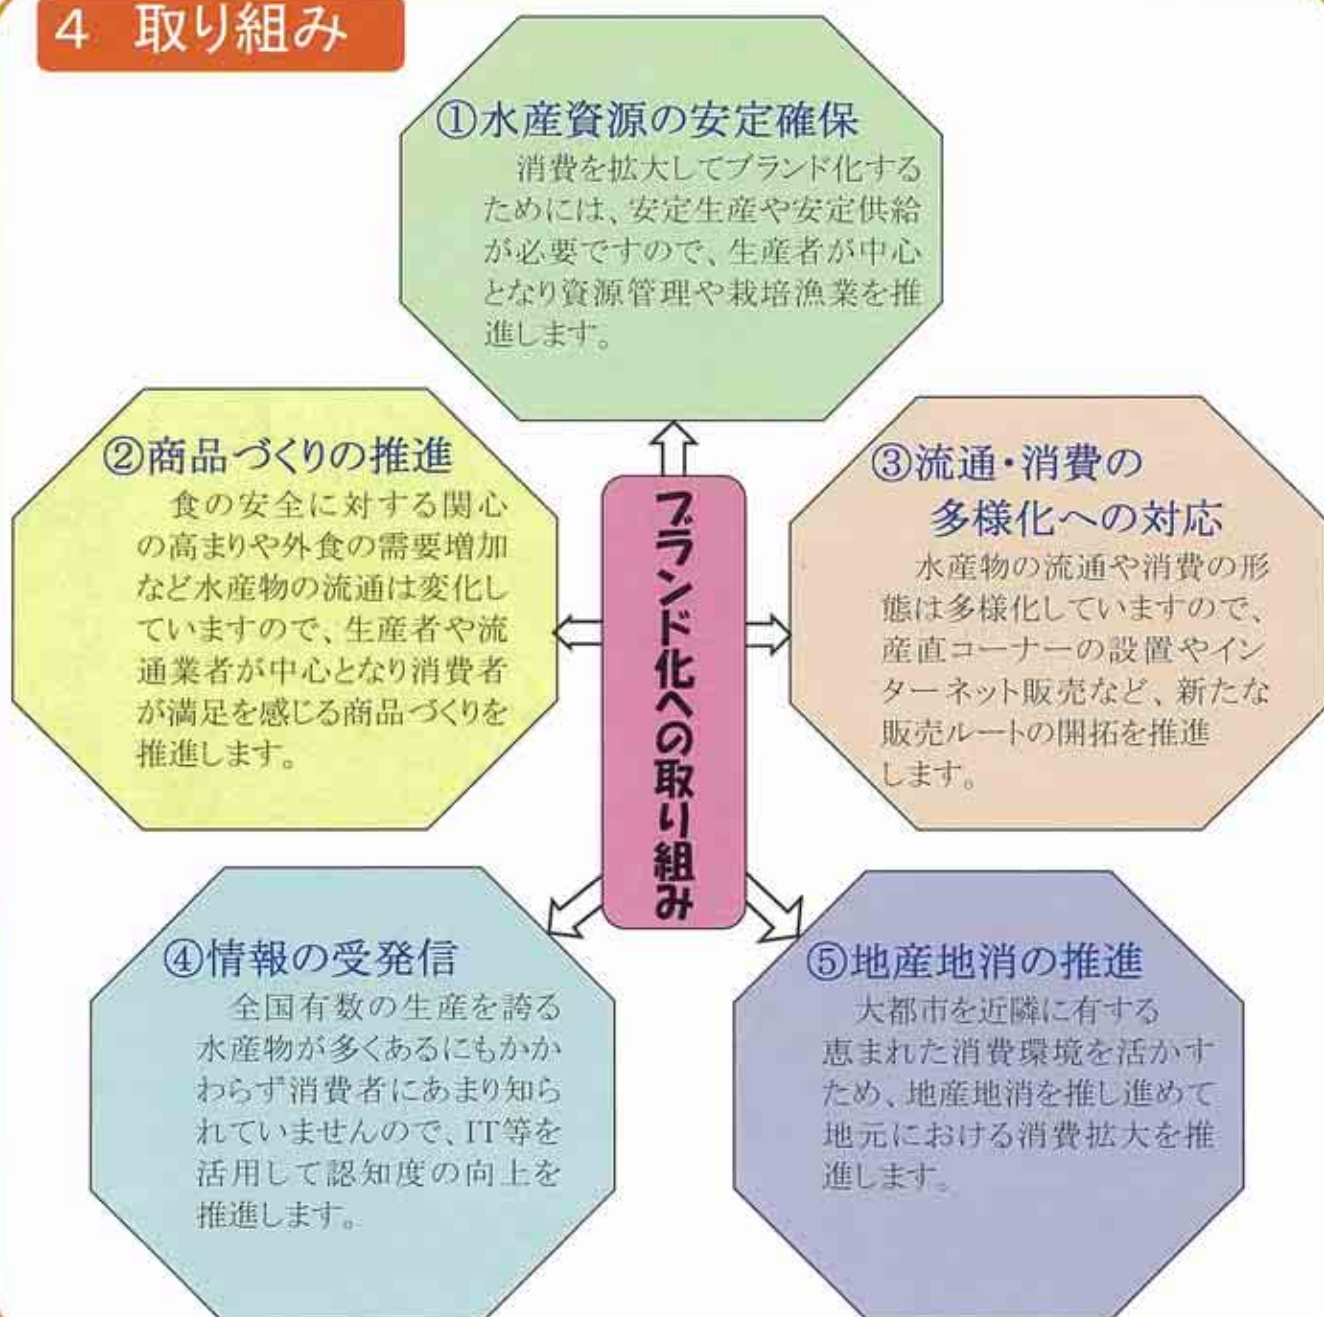 4 取り組み
①水産資源の安定確保
消費を拡大してブランド化する
ためには、安定生産や安定供給
が必要ですので、生産者が中心
となり資源管理や栽培漁業を推
進します。
②商品づくりの推進
食の安全に対する関心
の高まりや外食の需要増加
など水産物の流通は変化し
ていますので、生産者や流
通業者が中心となり消費者
が満足を感じる商品づくりを
推進します。
③流通・消費の
多様化への対応
水産物の流通や消費の形
態は多様化していますので、
産直コーナーの設置やイン
ターネット販売など、新たな
販売ルートの開拓を推進
します。
ブランド化への取り組み
④情報の受発信
全国有数の生産を誇る
水産物が多くあるにもかか
わらず消費者にあまり知ら
れていませんので、IT等を
活用して認知度の向上を
推進します。
⑤地産地消の推進
大都市を近隣に有する
恵まれた消費環境を活かす
ため、地産地消を推し進めて
地元における消費拡大を推
進します。